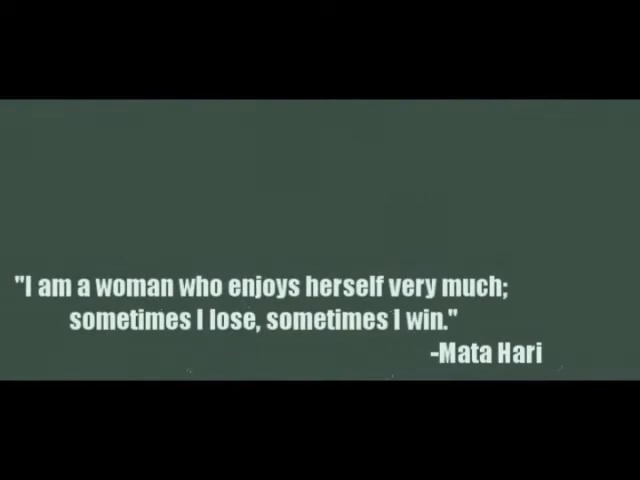 "I am a woman who enjoys herself very much;
sometimes I lose, sometimes I win."
-Mata Hari